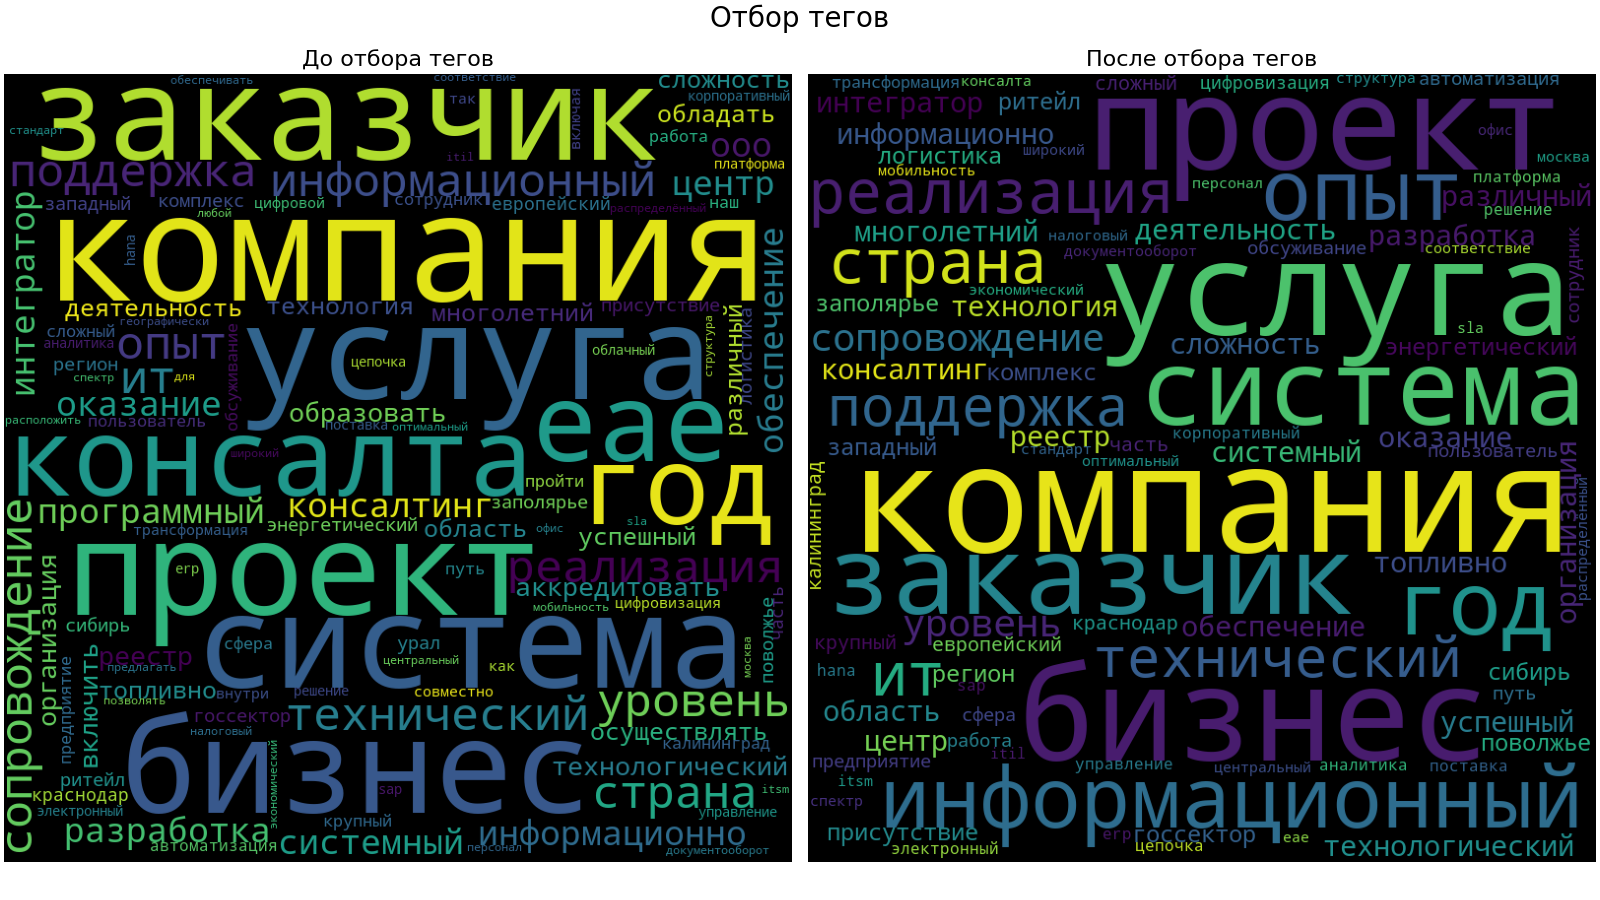 Отбор тегов
До отбора тегов
обеспечивать
соответствие
сложность
заказчик
так
включая
корпоративный
обладать
стандарт
работа
ооо
itil
платформа
поддержка
информационный
центр
интегратор
западный
комплекс
цифровой
сотрудник
европейский
распределённый
наш
любой
компания
hana
обеспечение
деятельность
технология
многолетний
присутствие
географически
сложный
аналитика
опыт
обсуживание
услуга
облачный
структура
различный
логистика
регион
ит
цепочка
спектр
для
оказание
образовать
еае
расположить
пользователь
поставка
оптимальный
консалта
широкий
год
пройти
программный
консалтинг
заполярье
сопровождение
трансформация
энергетический
область
офис
sla
успешный
проект
erp
путь
реализация
организация
аккредитовать
мобильность
цифровизация
часть
сибирь
система
сфера
урал
поволжье
реестр
предлагать
центральный
как
москва
предприятие
включить
топливно
внутри
решение
совместно
позволять
уровень
госсектор
технический
налоговый
осуществлять
бизнес
экономический
калининград
ритейл
технологический
краснодар
sap
страна
itsm
электронный
крупный
управление
разработка
информационно
автоматизация
системный
персонал
документооборот
После отбора тегов
трансформация
консалта
сложный
цифровизация
структура
автоматизация
интегратор
ритейл
проект
информационно
офис
логистика
широкий
москва
мобильность
реализация
персонал
опыт
платформа
различный
решение
многолетний
налоговый
деятельность
разработка
страна
документооборот
обсуживание
соответствие
сотрудник
услуга
экономический
заполярье
технология
sla
сопровождение
сложность
энергетический
консалтинг
комплекс
система
поддержка
реестр
часть
корпоративный
оказание
западный
стандарт
оптимальный
системный
пользователь
калининград
компания
организация
распределённый
заказчик
топливно
год
уровень
краснодар
обеспечение
крупный
европейский
технический
hana
ит
регион
sap
сибирь
путь
бизнес
область
сфера
успешный
центр
работа
itil
поволжье
предприятие
управление
центральный
аналитика
поставка
itsm
информационный
спектр
присутствие
erp
госсектор
еае
электронный
цепочка
технологический